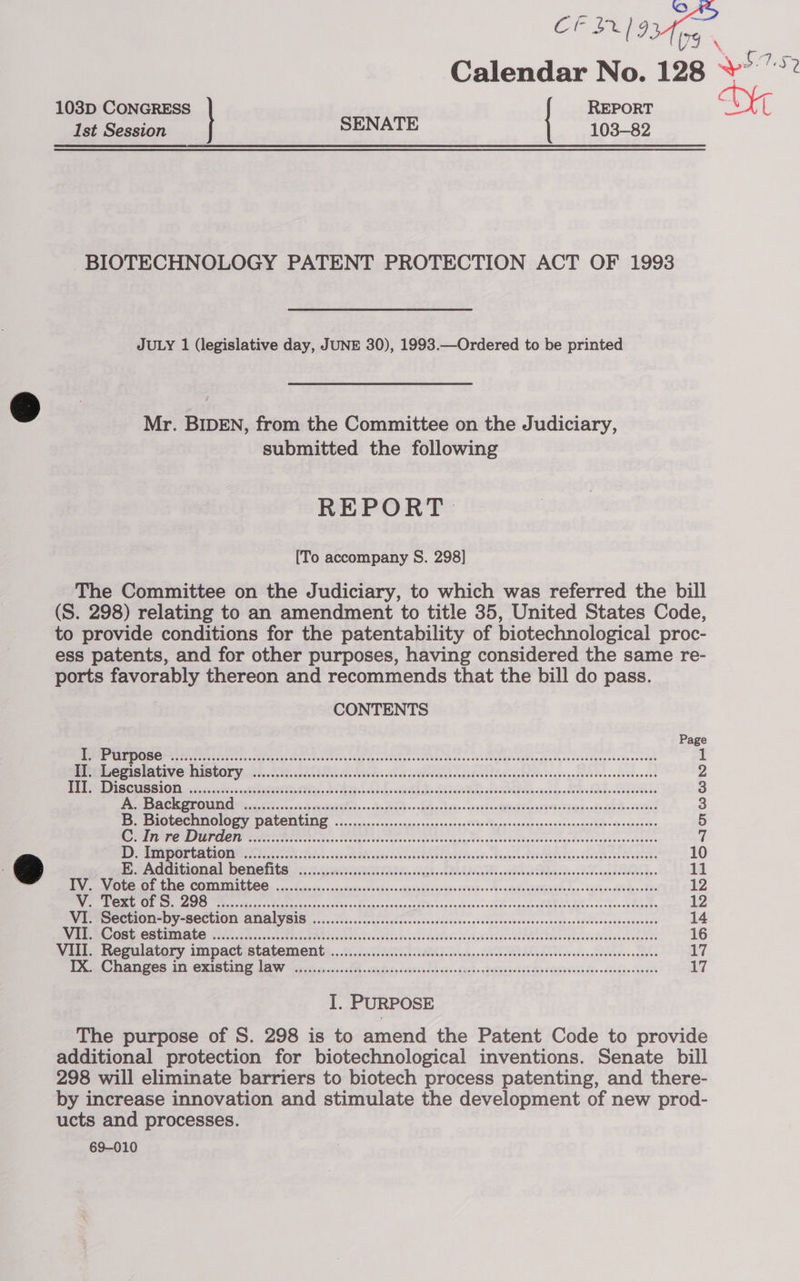 Calendar No. 128
103D CONGRESS
1st Session
SENATE
REPORT
103–82
BIOTECHNOLOGY PATENT PROTECTION ACT OF 1993
JULY 1 (legislative day, JUNE 30), 1993.—Ordered to be printed
Mr. BIDEN, from the Committee on the Judiciary,
submitted the following
REPORT
[To accompany S. 298]
The Committee on the Judiciary, to which was referred the bill
(S. 298) relating to an amendment to title 35, United States Code,
to provide conditions for the patentability of biotechnological proc-
ess patents, and for other purposes, having considered the same re-
ports favorably thereon and recommends that the bill do pass.
CONTENTS
Page
I. Purpose 1
II. Legislative history 2
III. Discussion 3
A. Background 3
B. Biotechnology patenting 5
C. In re Durden 7
D. Importation 10
E. Additional benefits 11
IV. Vote of the committee 12
V. Text of S. 298 12
VI. Section-by-section analysis 14
VII. Cost estimate 16
VIII. Regulatory impact statement 17
IX. Changes in existing law 17
I. PURPOSE
The purpose of S. 298 is to amend the Patent Code to provide
additional protection for biotechnological inventions. Senate bill
298 will eliminate barriers to biotech process patenting, and there-
by increase innovation and stimulate the development of new prod-
ucts and processes.
69–010